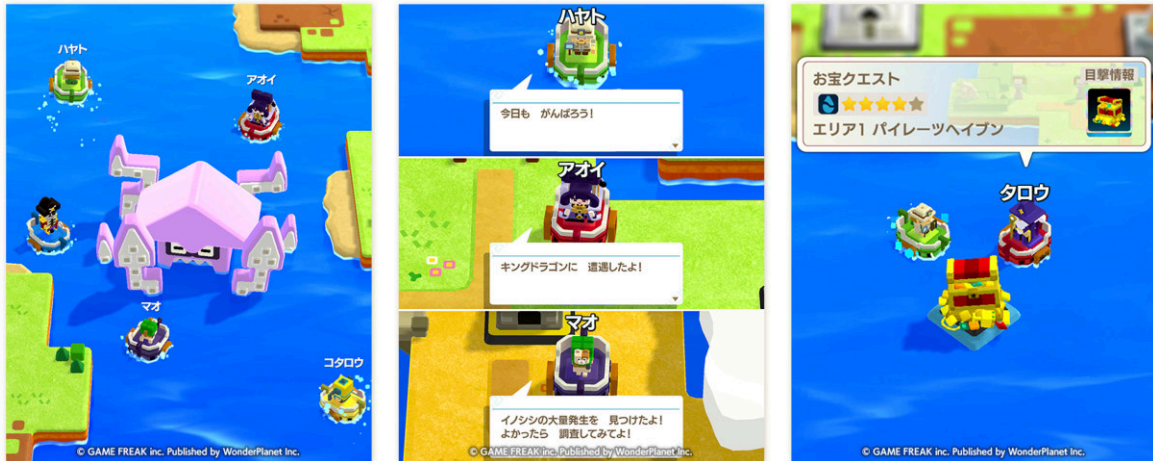 ハヤト
アオイ
マオ
コタロウ
© GAME FREAK inc. Published by WonderPlanet Inc.
ハヤト
今日も がんばろう!
アオイ
キングドラゴンに 遭遇したよ!
マオ
イノシシの大量発生を 見つけたよ!
よかったら 調査してみてよ!
© GAME FREAK inc. Published by WonderPlanet Inc.
お宝クエスト
目撃情報
エリア1 パイレーツヘイブン
タロウ
© GAME FREAK inc. Published by WonderPlanet Inc.